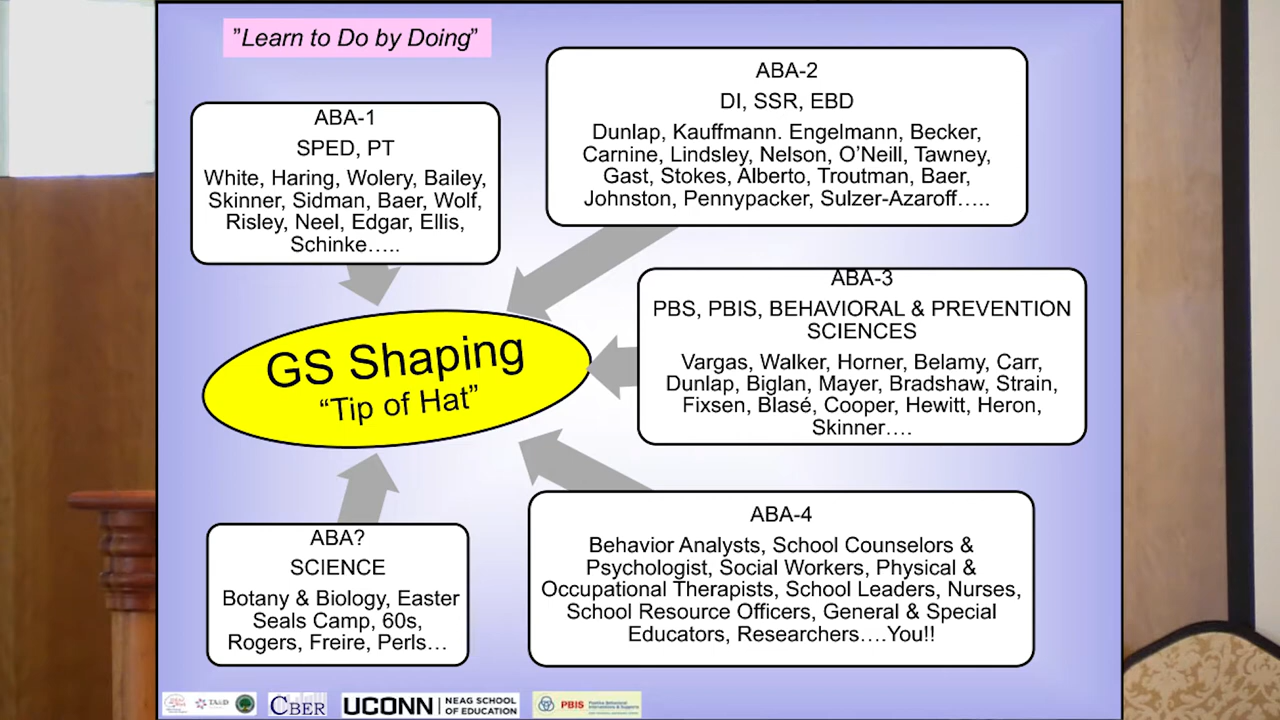 "Learn to Do by Doing"
ABA-1
SPED, PT
White, Haring, Wolery, Bailey,
Skinner, Sidman, Baer, Wolf,
Risley, Neel, Edgar, Ellis,
Schinke…..
ABA-2
DI, SSR, EBD
Dunlap, Kauffmann. Engelmann, Becker,
Carnine, Lindsley, Nelson, O’Neill, Tawney,
Gast, Stokes, Alberto, Troutman, Baer,
Johnston, Pennypacker, Sulzer-Azaroff…..
ABA-3
PBS, PBIS, BEHAVIORAL & PREVENTION
SCIENCES
Vargas, Walker, Horner, Belamy, Carr,
Dunlap, Biglan, Mayer, Bradshaw, Strain,
Fixsen, Blasé, Cooper, Hewitt, Heron,
Skinner….
GS Shaping
“Tip of Hat”
ABA?
SCIENCE
Botany & Biology, Easter
Seals Camp, 60s,
Rogers, Freire, Perls…
ABA-4
Behavior Analysts, School Counselors &
Psychologist, Social Workers, Physical &
Occupational Therapists, School Leaders, Nurses,
School Resource Officers, General & Special
Educators, Researchers….You!!
CBER
UCONN
NEAG SCHOOL
OF EDUCATION
PBIS
Positive Behavioral
Interventions & Supports